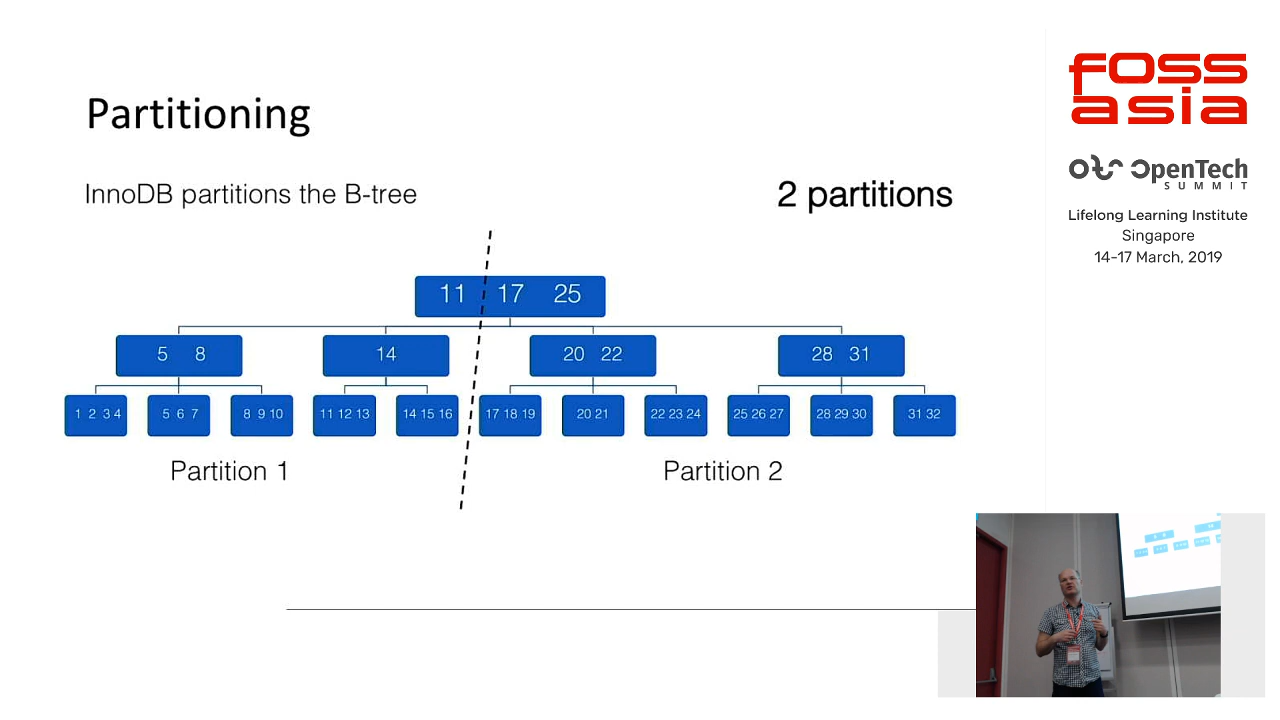 Partitioning
InnoDB partitions the B-tree
2 partitions
11 17 25
5 8
14
20 22
28 31
1 2 3 4
5 6 7
8 9 10
11 12 13
14 15 16
17 18 19
20 21
22 23 24
25 26 27
28 29 30
31 32
Partition 1
Partition 2
FOSS
ASIA
OpenTech
SUMMIT
Lifelong Learning Institute
Singapore
14-17 March, 2019